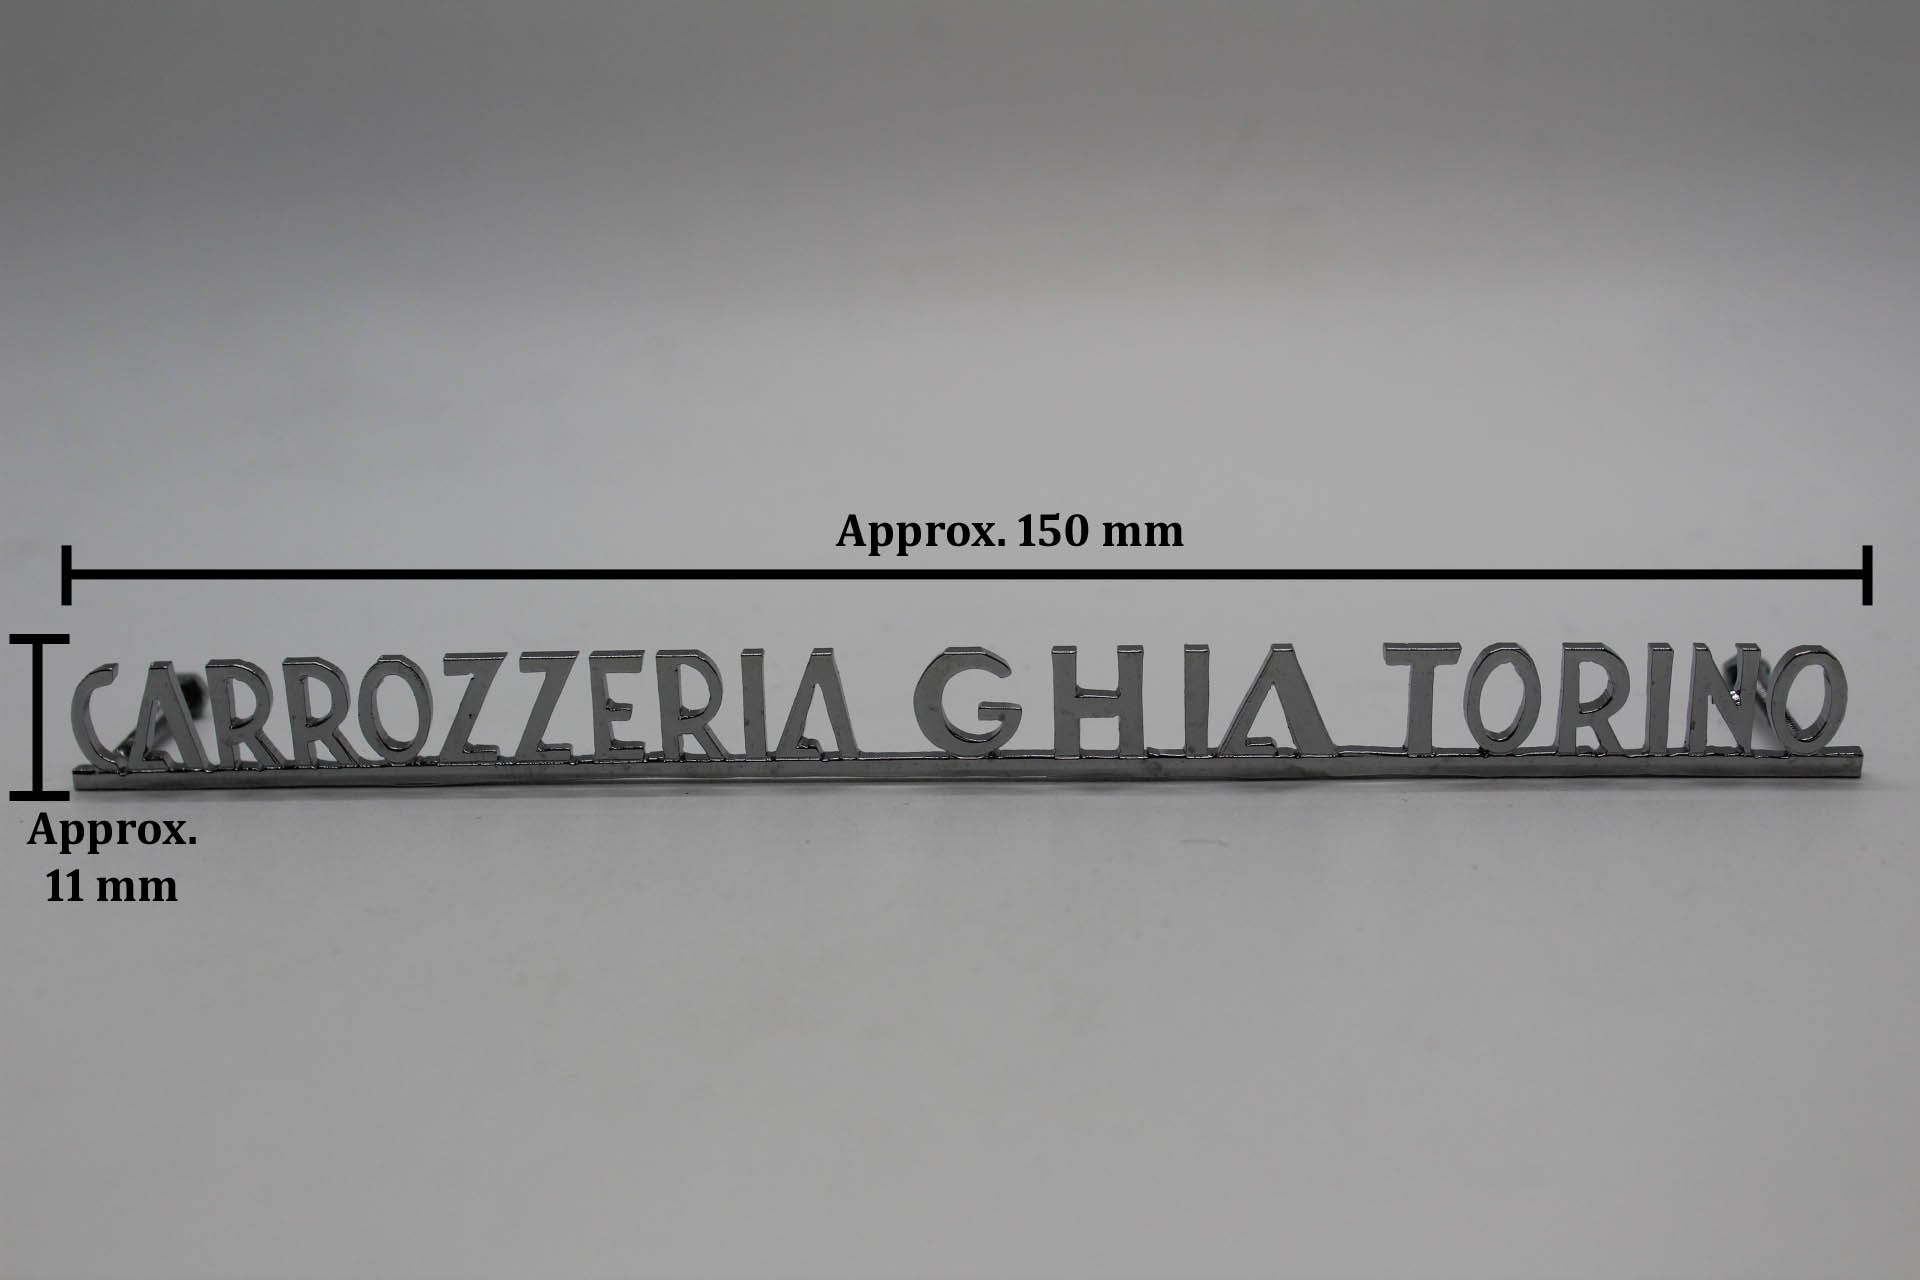 Approx. 150 mm
CARROZZERIA GHIA TORINO
Approx.
11 mm